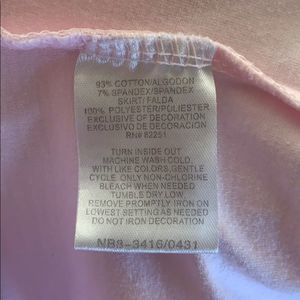 93% COTTON/ALGODON
7% SPANDEX/SPANDEX
SKIRT/FALDA
100% POLYESTER/POLIESTER
EXCLUSIVE OF DECORATION
EXCLUSIVO DE DECORACION
RN# 82251
TURN INSIDE OUT
MACHINE WASH COLD,
WITH LIKE COLORS,GENTLE
CYCLE. ONLY NON-CHLORINE
BLEACH WHEN NEEDED
TUMBLE DRY LOW,
REMOVE PROMPTLY. IRON ON
LOWEST SETTING AS NEEDED
DO NOT IRON DECORATION
NB8-3416/0431